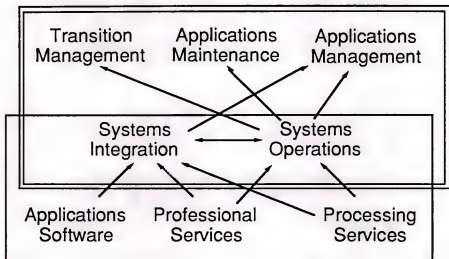 Transition Management
Applications Maintenance
Applications Management
Systems Integration
Systems Operations
Applications Software
Professional Services
Processing Services